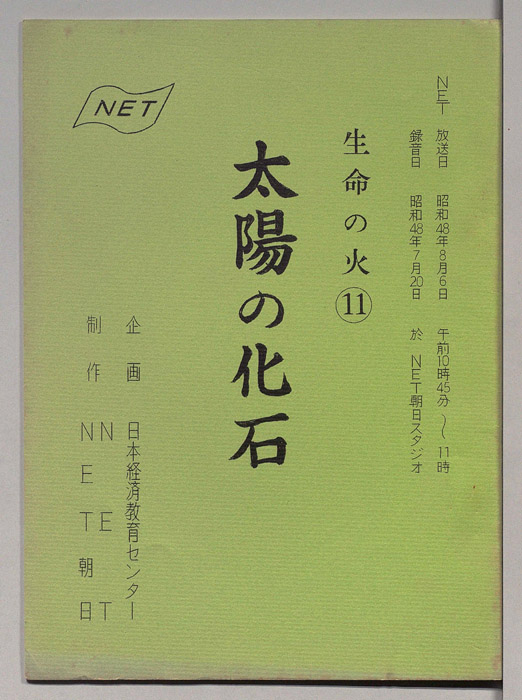 NET 放送日 昭和48年8月6日 午前10時45分〜11時
録音日 昭和48年7月20日 於 NET朝日スタジオ
生命の火⑪
太陽の化石
NET
企画 日本経済教育センター
NET
制作 NET朝日